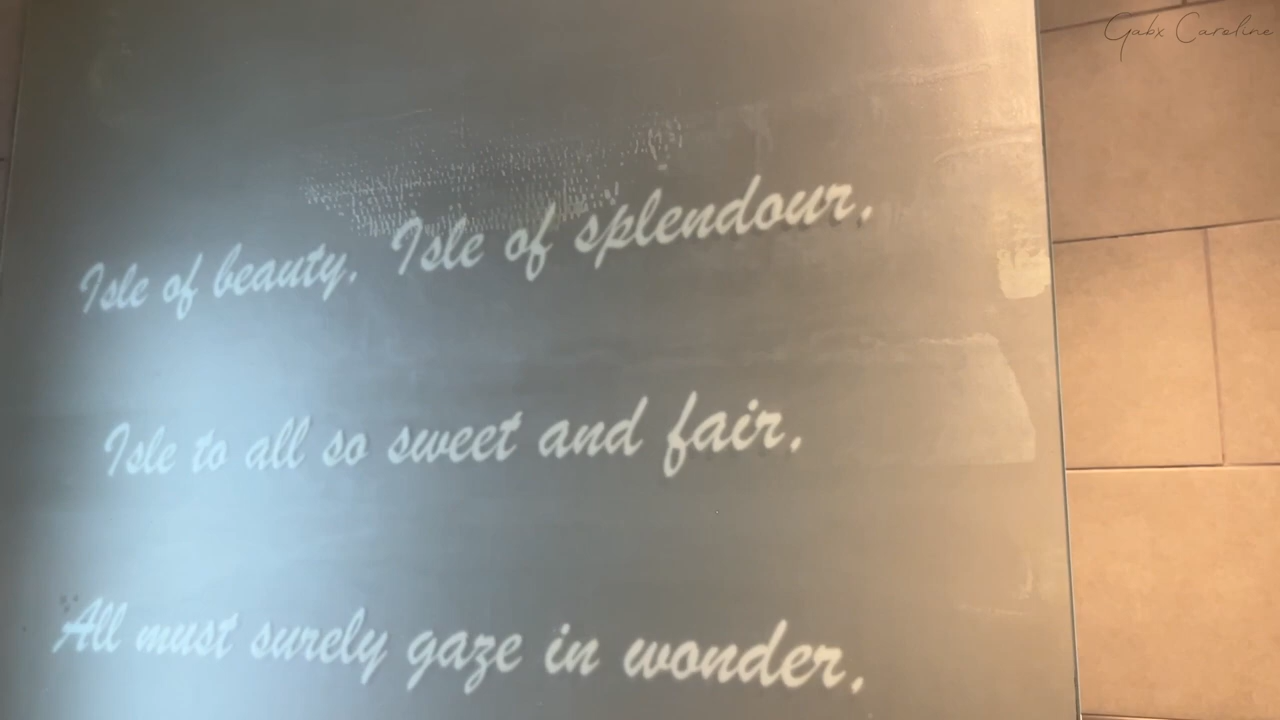 Gabx Caroline
Isle of beauty, Isle of splendour,
Isle to all so sweet and fair,
All must surely gaze in wonder,